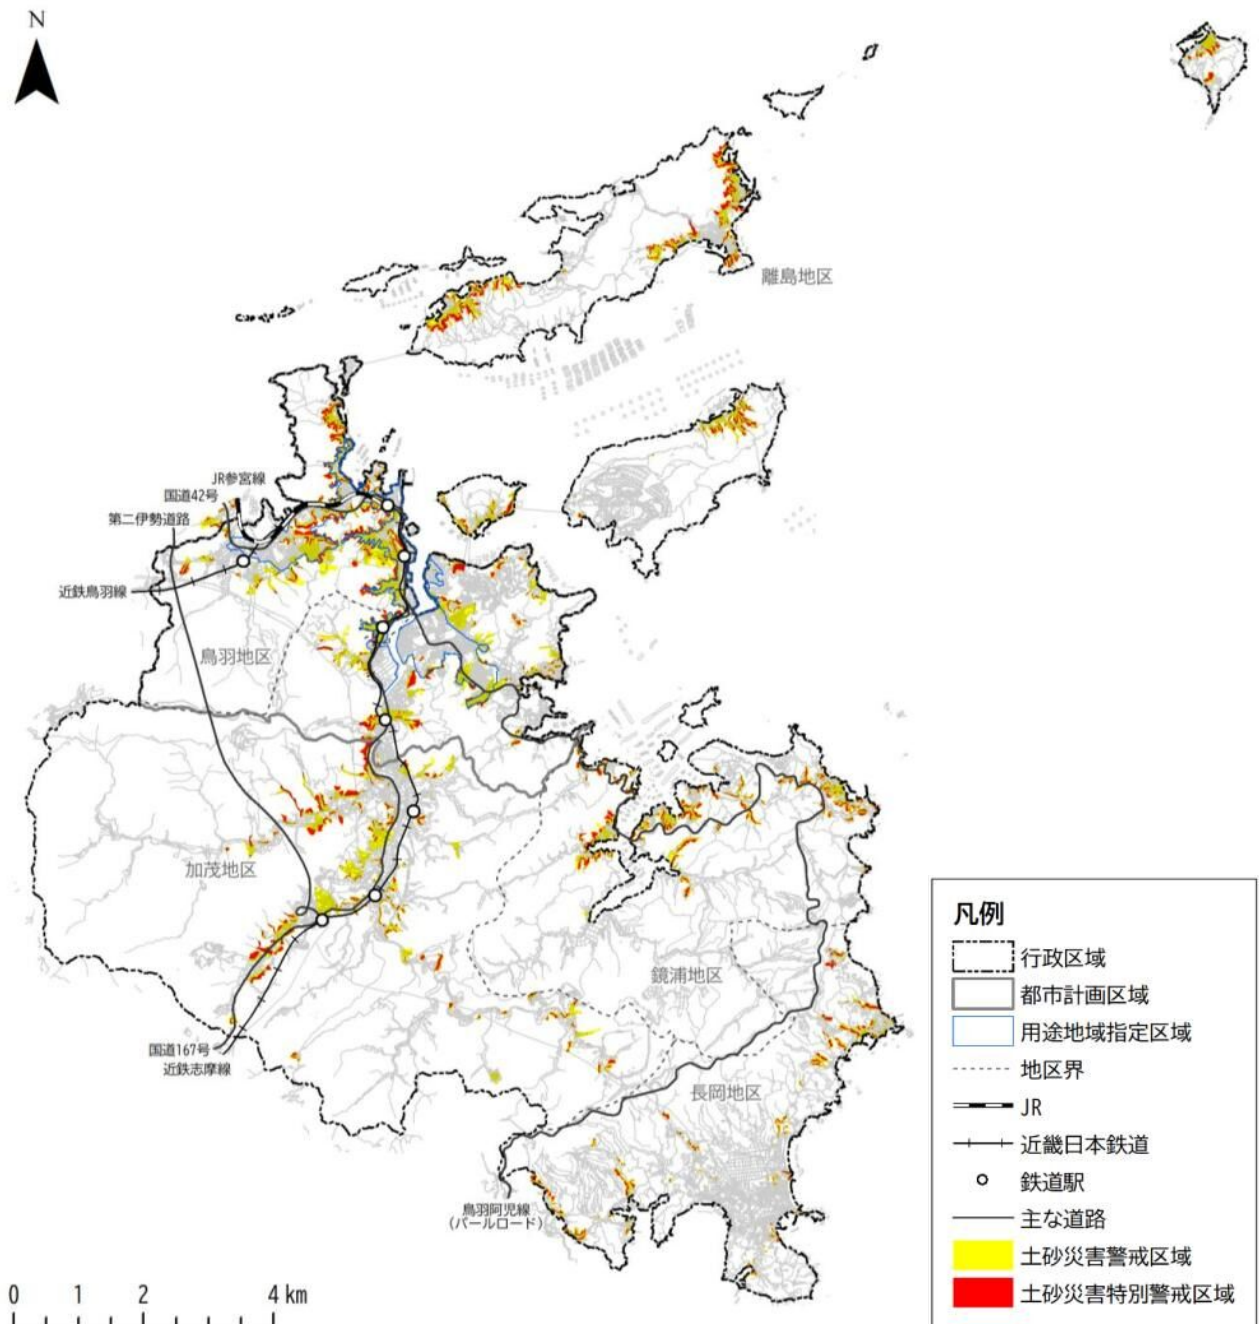 N
離島地区
JR参宮線
国道42号
第二伊勢道路
近鉄鳥羽線
鳥羽地区
加茂地区
鏡浦地区
国道167号
近鉄志摩線
長岡地区
鳥羽阿児線
(パールロード)
凡例
行政区域
都市計画区域
用途地域指定区域
地区界
JR
近畿日本鉄道
鉄道駅
主な道路
土砂災害警戒区域
土砂災害特別警戒区域
0 1 2 4 km